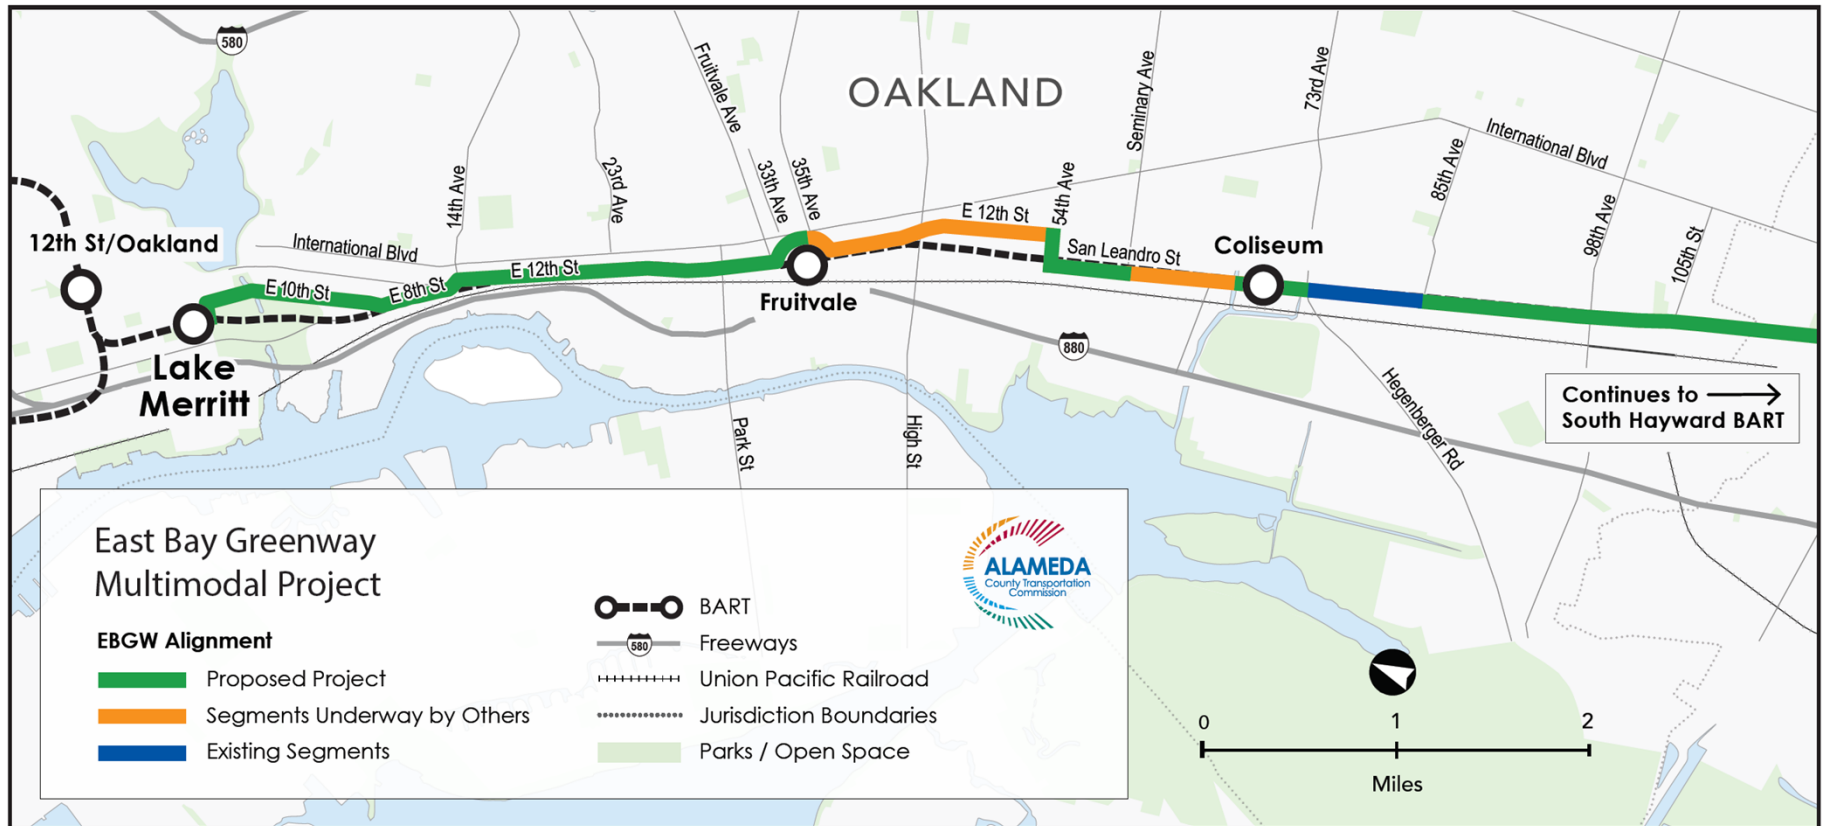 580
OAKLAND
Fruitvale Ave
Seminary Ave
73rd Ave
International Blvd
85th Ave
14th Ave
23rd Ave
33rd Ave
35th Ave
54th Ave
98th Ave
105th St
12th St/Oakland
International Blvd
E 12th St
San Leandro St
Coliseum
E 10th St
E 8th St
E 12th St
Fruitvale
880
Lake
Merritt
Park St
High St
Hegenberger Rd
Continues to
South Hayward BART
East Bay Greenway
Multimodal Project
EBGW Alignment
Proposed Project
Segments Underway by Others
Existing Segments
BART
580
Freeways
Union Pacific Railroad
Jurisdiction Boundaries
Parks / Open Space
ALAMEDA
County Transportation
Commission
0 1 2
Miles